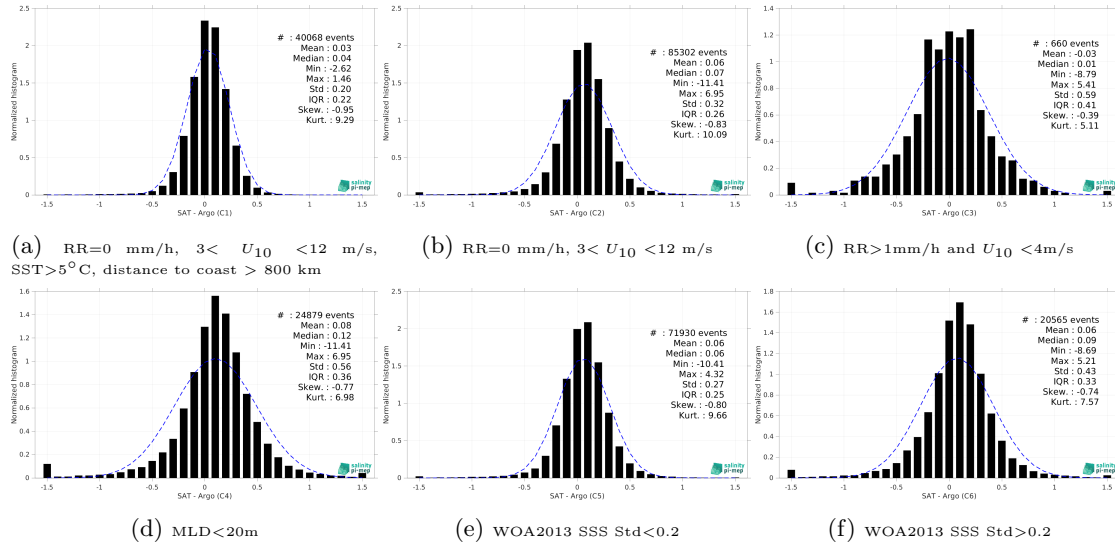 2.5
2
1.5
1
0.5
0
Normalized histogram
# : 40068 events
Mean : 0.03
Median : 0.04
Min : -2.62
Max : 1.46
Std : 0.20
IQR : 0.22
Skew. : -0.95
Kurt. : 9.29
salinity
pi-mep
-1.5 -1 -0.5 0 0.5 1 1.5
SAT - Argo (C1)
(a) RR=0 mm/h, 3< U10 <12 m/s,
SST>5°C, distance to coast > 800 km
2.5
2
1.5
1
0.5
0
Normalized histogram
# : 85302 events
Mean : 0.06
Median : 0.07
Min : -11.41
Max : 6.95
Std : 0.32
IQR : 0.26
Skew. : -0.83
Kurt. : 10.09
salinity
pi-mep
-1.5 -1 -0.5 0 0.5 1 1.5
SAT - Argo (C2)
(b) RR=0 mm/h, 3< U10 <12 m/s
1.4
1.2
1
0.8
0.6
0.4
0.2
0
Normalized histogram
# : 660 events
Mean : -0.03
Median : 0.01
Min : -8.79
Max : 5.41
Std : 0.59
IQR : 0.41
Skew. : -0.39
Kurt. : 5.11
salinity
pi-mep
-1.5 -1 -0.5 0 0.5 1 1.5
SAT - Argo (C3)
(c) RR>1mm/h and U10 <4m/s
1.6
1.4
1.2
1
0.8
0.6
0.4
0.2
0
Normalized histogram
# : 24879 events
Mean : 0.08
Median : 0.12
Min : -11.41
Max : 6.95
Std : 0.56
IQR : 0.36
Skew. : -0.77
Kurt. : 6.98
salinity
pi-mep
-1.5 -1 -0.5 0 0.5 1 1.5
SAT - Argo (C4)
(d) MLD<20m
2.5
2
1.5
1
0.5
0
Normalized histogram
# : 71930 events
Mean : 0.06
Median : 0.06
Min : -10.41
Max : 4.32
Std : 0.27
IQR : 0.25
Skew. : -0.80
Kurt. : 9.66
salinity
pi-mep
-1.5 -1 -0.5 0 0.5 1 1.5
SAT - Argo (C5)
(e) WOA2013 SSS Std<0.2
1.8
1.6
1.4
1.2
1
0.8
0.6
0.4
0.2
0
Normalized histogram
# : 20565 events
Mean : 0.06
Median : 0.09
Min : -8.69
Max : 5.21
Std : 0.43
IQR : 0.33
Skew. : -0.74
Kurt. : 7.57
salinity
pi-mep
-1.5 -1 -0.5 0 0.5 1 1.5
SAT - Argo (C6)
(f) WOA2013 SSS Std>0.2